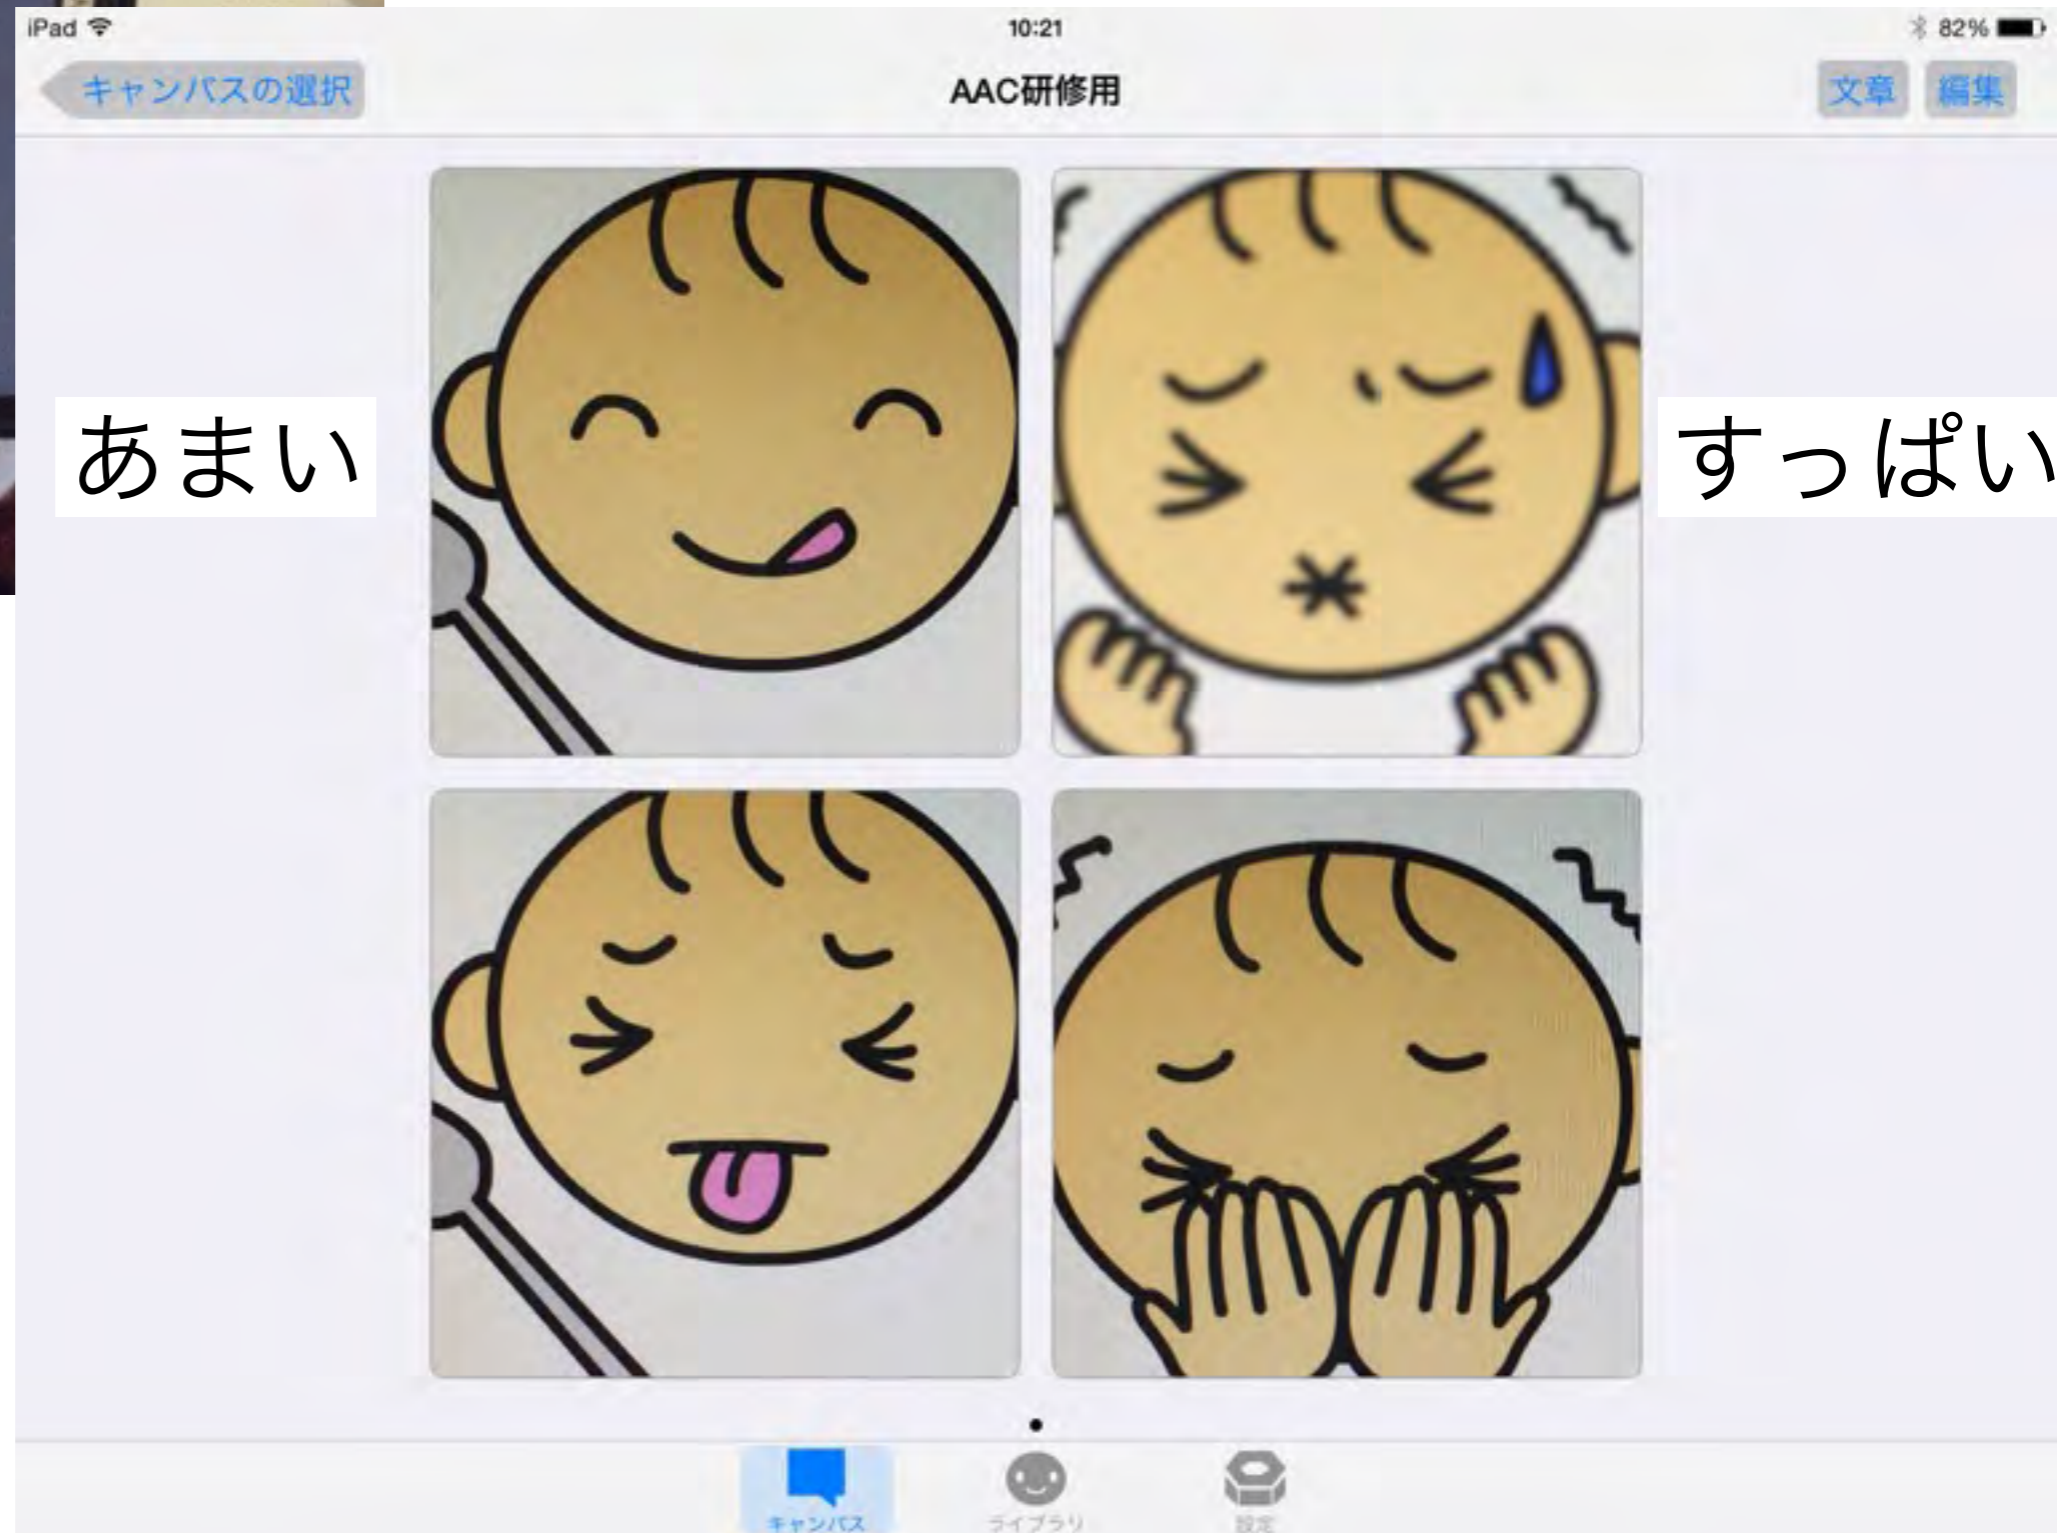 iPad
10:21
82%
キャンバスの選択
AAC研修用
文章
編集
あまい
すっぱい
キャンバス
ライブラリ
設定